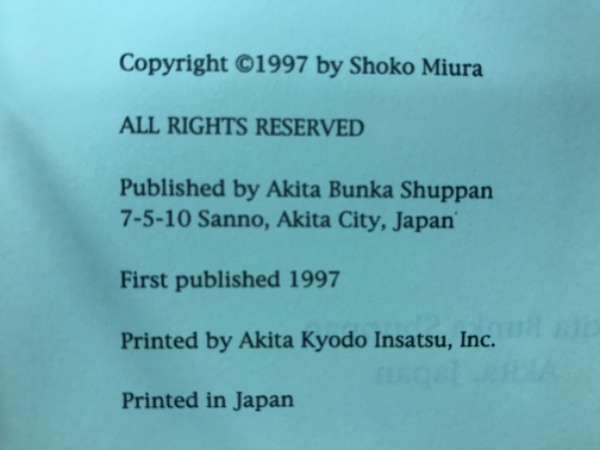 Copyright ©1997 by Shoko Miura
ALL RIGHTS RESERVED
Published by Akita Bunka Shuppan
7-5-10 Sanno, Akita City, Japan
First published 1997
Printed by Akita Kyodo Insatsu, Inc.
Printed in Japan